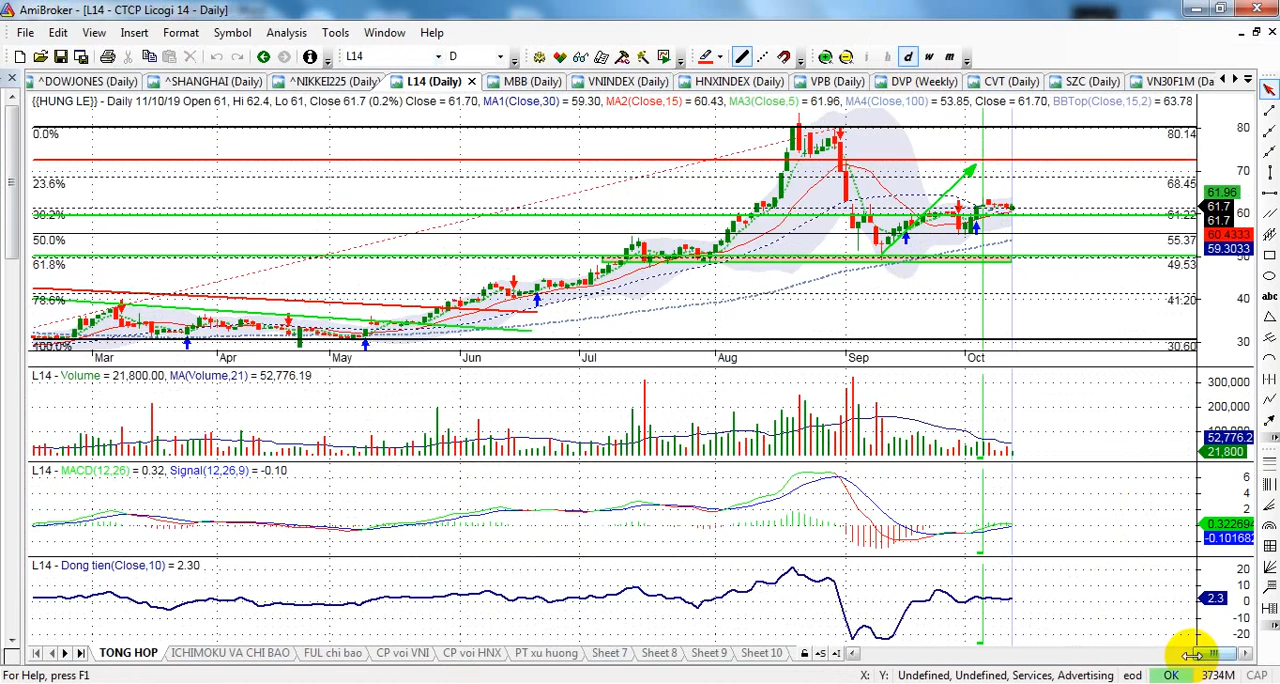 AmiBroker - [L14 - CTCP Licogi 14 - Daily]
File Edit View Insert Format Symbol Analysis Tools Window Help
L14 D i h d w m
^DOWJONES (Daily) ^SHANGHAI (Daily) ^NIKKEI225 (Daily) L14 (Daily) MBB (Daily) VNINDEX (Daily) HNXINDEX (Daily) VPB (Daily) DVP (Weekly) CVT (Daily) SZC (Daily) VN30F1M (Da
{{HUNG LE}} - Daily 11/10/19 Open 61, Hi 62.4, Lo 61, Close 61.7 (0.2%) Close = 61.70, MA1(Close,30) = 59.30, MA2(Close,15) = 60.43, MA3(Close,5) = 61.96, MA4(Close,100) = 53.85, Close = 61.70, BBTop(Close,15,2) = 63.78
0.0% 80.14 80
70
23.6% 68.45
61.96
61.7
38.2% 61.22 60
61.7
60.4333
50.0% 55.37
59.3033
61.8% 49.53 50
78.6% 41.20 40
100.0% 30.60 30
Mar Apr May Jun Jul Aug Sep Oct
L14 - Volume = 21,800.00, MA(Volume,21) = 52,776.19
300,000
200,000
100,000
52,776.2
21,800
L14 - MACD(12,26) = 0.32, Signal(12,26,9) = -0.10
6
4
2
0.322694
-0.101682
L14 - Dong tien(Close,10) = 2.30
20
10
2.3
0
-10
-20
TONG HOP ICHIMOKU VA CHI BAO FUL chi bao CP voi VNI CP voi HNX PT xu huong Sheet 7 Sheet 8 Sheet 9 Sheet 10
abc
For Help, press F1 X: Y: Undefined, Undefined, Services, Advertising eod OK 3734M CAP